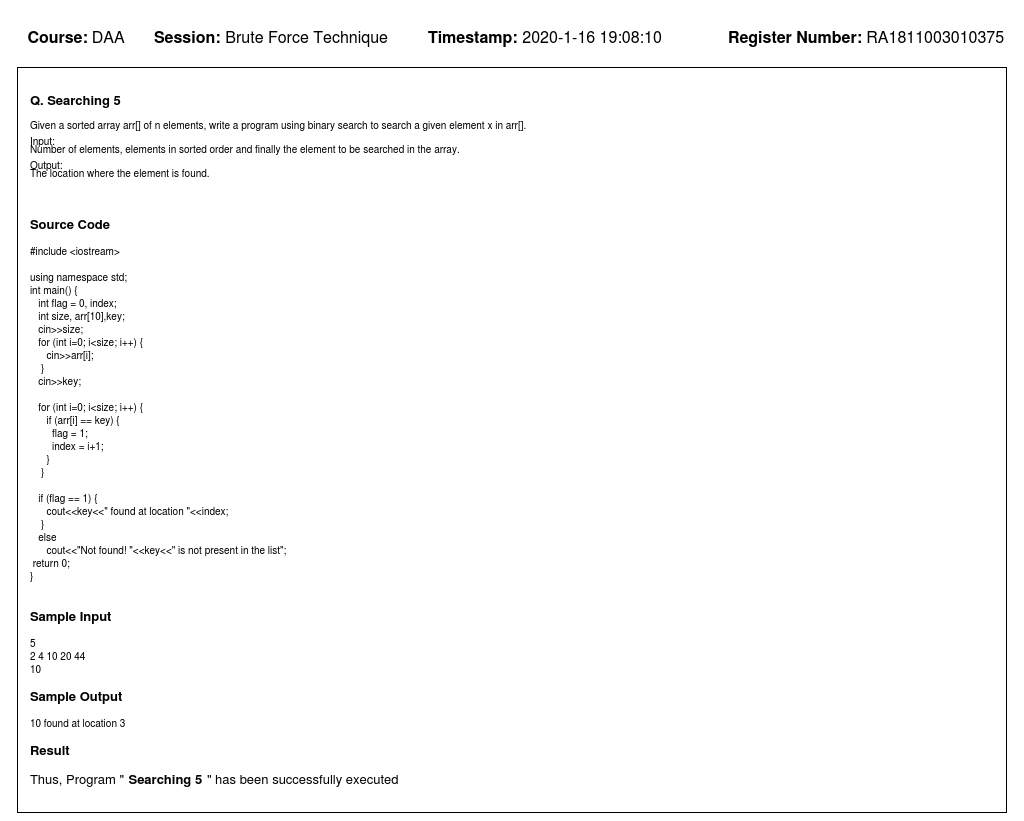 Course: DAA Session: Brute Force Technique Timestamp: 2020-1-16 19:08:10 Register Number: RA1811003010375
Q. Searching 5
Given a sorted array arr[] of n elements, write a program using binary search to search a given element x in arr[].
Input:
Number of elements, elements in sorted order and finally the element to be searched in the array.
Output:
The location where the element is found.
Source Code
#include <iostream>
using namespace std;
int main() {
int flag = 0, index;
int size, arr[10],key;
cin>>size;
for (int i=0; i<size; i++) {
cin>>arr[i];
}
cin>>key;
for (int i=0; i<size; i++) {
if (arr[i] == key) {
flag = 1;
index = i+1;
}
}
if (flag == 1) {
cout<<key<<" found at location "<<index;
}
else
cout<<"Not found! "<<key<<" is not present in the list";
return 0;
}
Sample Input
5
2 4 10 20 44
10
Sample Output
10 found at location 3
Result
Thus, Program " Searching 5 " has been successfully executed